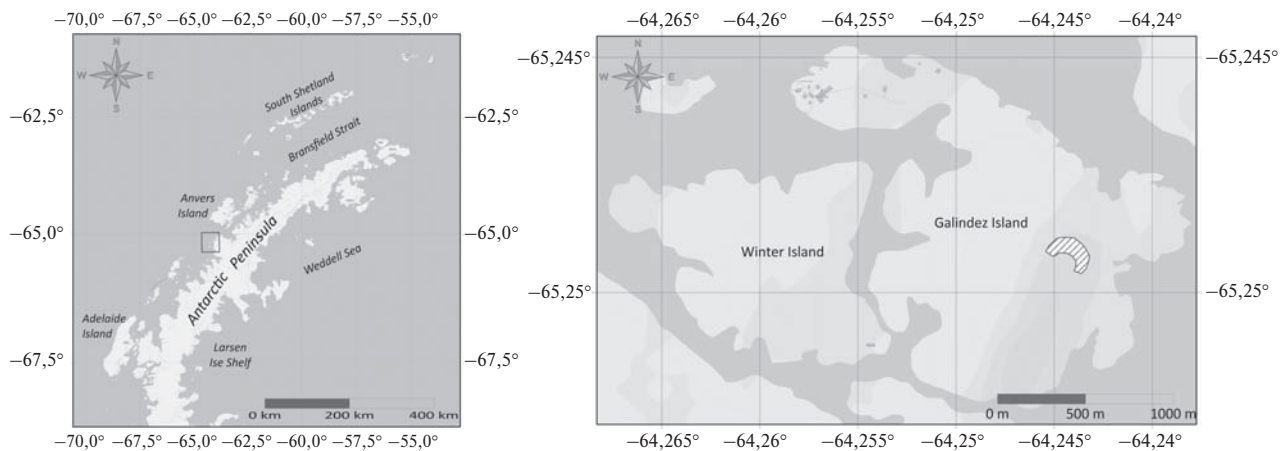 −70,0° −67,5° −65,0° −62,5° −60,0° −57,5° −55,0°
N
W E
S
South Shetland
Islands
−62,5° −62,5°
Bransfield Strait
Anvers
Island
−65,0° −65,0°
Antarctic Peninsula
Weddell Sea
Adelaide
Island
Larsen
Ise Shelf
−67,5° −67,5°
0 km 200 km 400 km
−70,0° −67,5° −65,0° −62,5° −60,0° −57,5° −55,0°
−64,265° −64,26° −64,255° −64,25° −64,245° −64,24°
−65,245° −65,245°
N
W E
S
Galindez Island
Winter Island
−65,25° −65,25°
0 m 500 m 1000 m
−64,265° −64,26° −64,255° −64,25° −64,245° −64,24°